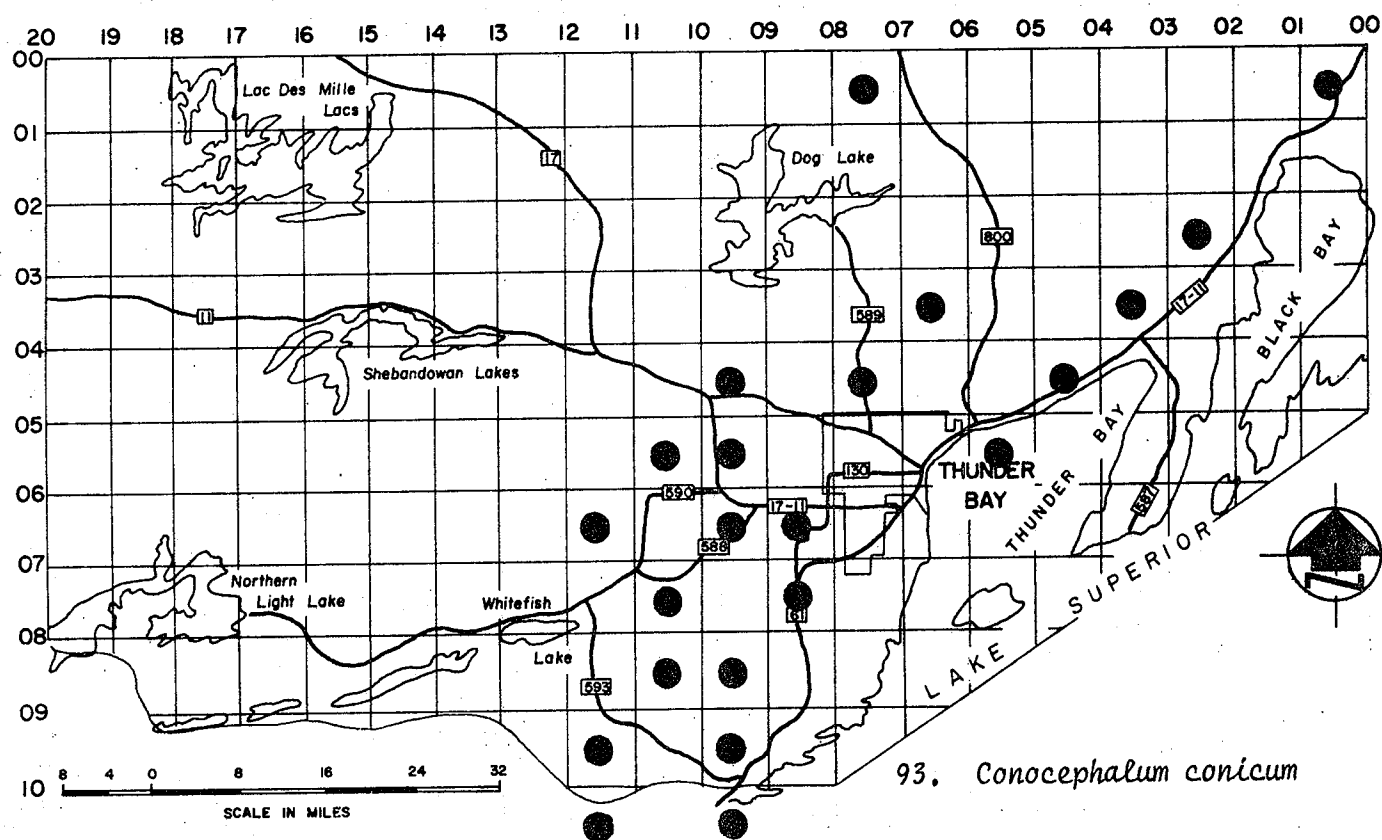 20 19 18 17 16 15 14 13 12 11 10 09 08 07 06 05 04 03 02 01 00
00
01
02
03
04
05
06
07
08
09
10
Lac Des Mille
Lacs
17
Dog Lake
800
BLACK BAY
11
589
17-11
Shebandowan Lakes
130
THUNDER
BAY
THUNDER BAY
590
17-11
587
588
Northern
Light Lake
Whitefish
Lake
61
593
LAKE SUPERIOR
N
8 4 0 8 16 24 32
SCALE IN MILES
93. Conocephalum conicum